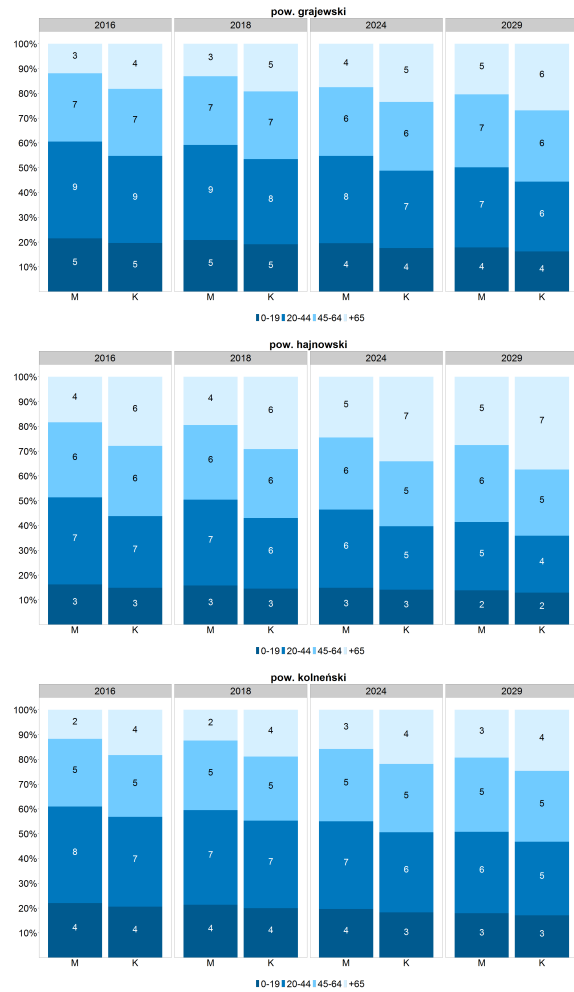 pow. grajewski
2016 2018 2024 2029
100% 3 4 3 5 4 5 5 6
90%
80%
70% 7 7 7 7 6 6 7 6
60%
50%
40% 9 9 9 8 8 7 7 6
30%
20%
10% 5 5 5 5 4 4 4 4
M K M K M K M K
0-19 20-44 45-64 +65
pow. hajnowski
2016 2018 2024 2029
100% 4 6 4 6 5 7 5 7
90%
80%
70% 6 6 6 6 6 5 6 5
60%
50%
40%
30% 7 7 7 6 6 5 5 4
20%
10% 3 3 3 3 3 3 2 2
M K M K M K M K
0-19 20-44 45-64 +65
pow. kolneński
2016 2018 2024 2029
100% 2 4 2 4 3 4 3 4
90%
80%
70% 5 5 5 5 5 5 5 5
60%
50%
40% 8 7 7 7 7 6 6 5
30%
20%
10% 4 4 4 4 4 3 3 3
M K M K M K M K
0-19 20-44 45-64 +65